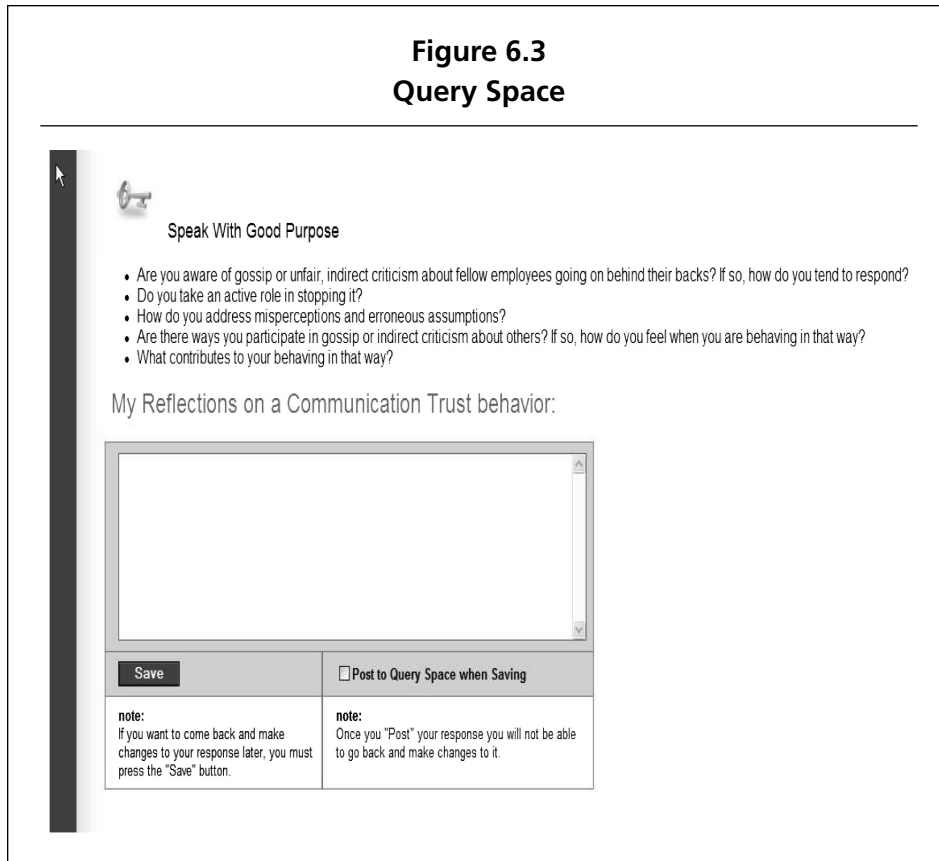 Figure 6.3
Query Space
Speak With Good Purpose
• Are you aware of gossip or unfair, indirect criticism about fellow employees going on behind their backs? If so, how do you tend to respond?
• Do you take an active role in stopping it?
• How do you address misperceptions and erroneous assumptions?
• Are there ways you participate in gossip or indirect criticism about others? If so, how do you feel when you are behaving in that way?
• What contributes to your behaving in that way?
My Reflections on a Communication Trust behavior:
Save
Post to Query Space when Saving
note:
If you want to come back and make
changes to your response later, you must
press the "Save" button.
note:
Once you "Post" your response you will not be able
to go back and make changes to it.